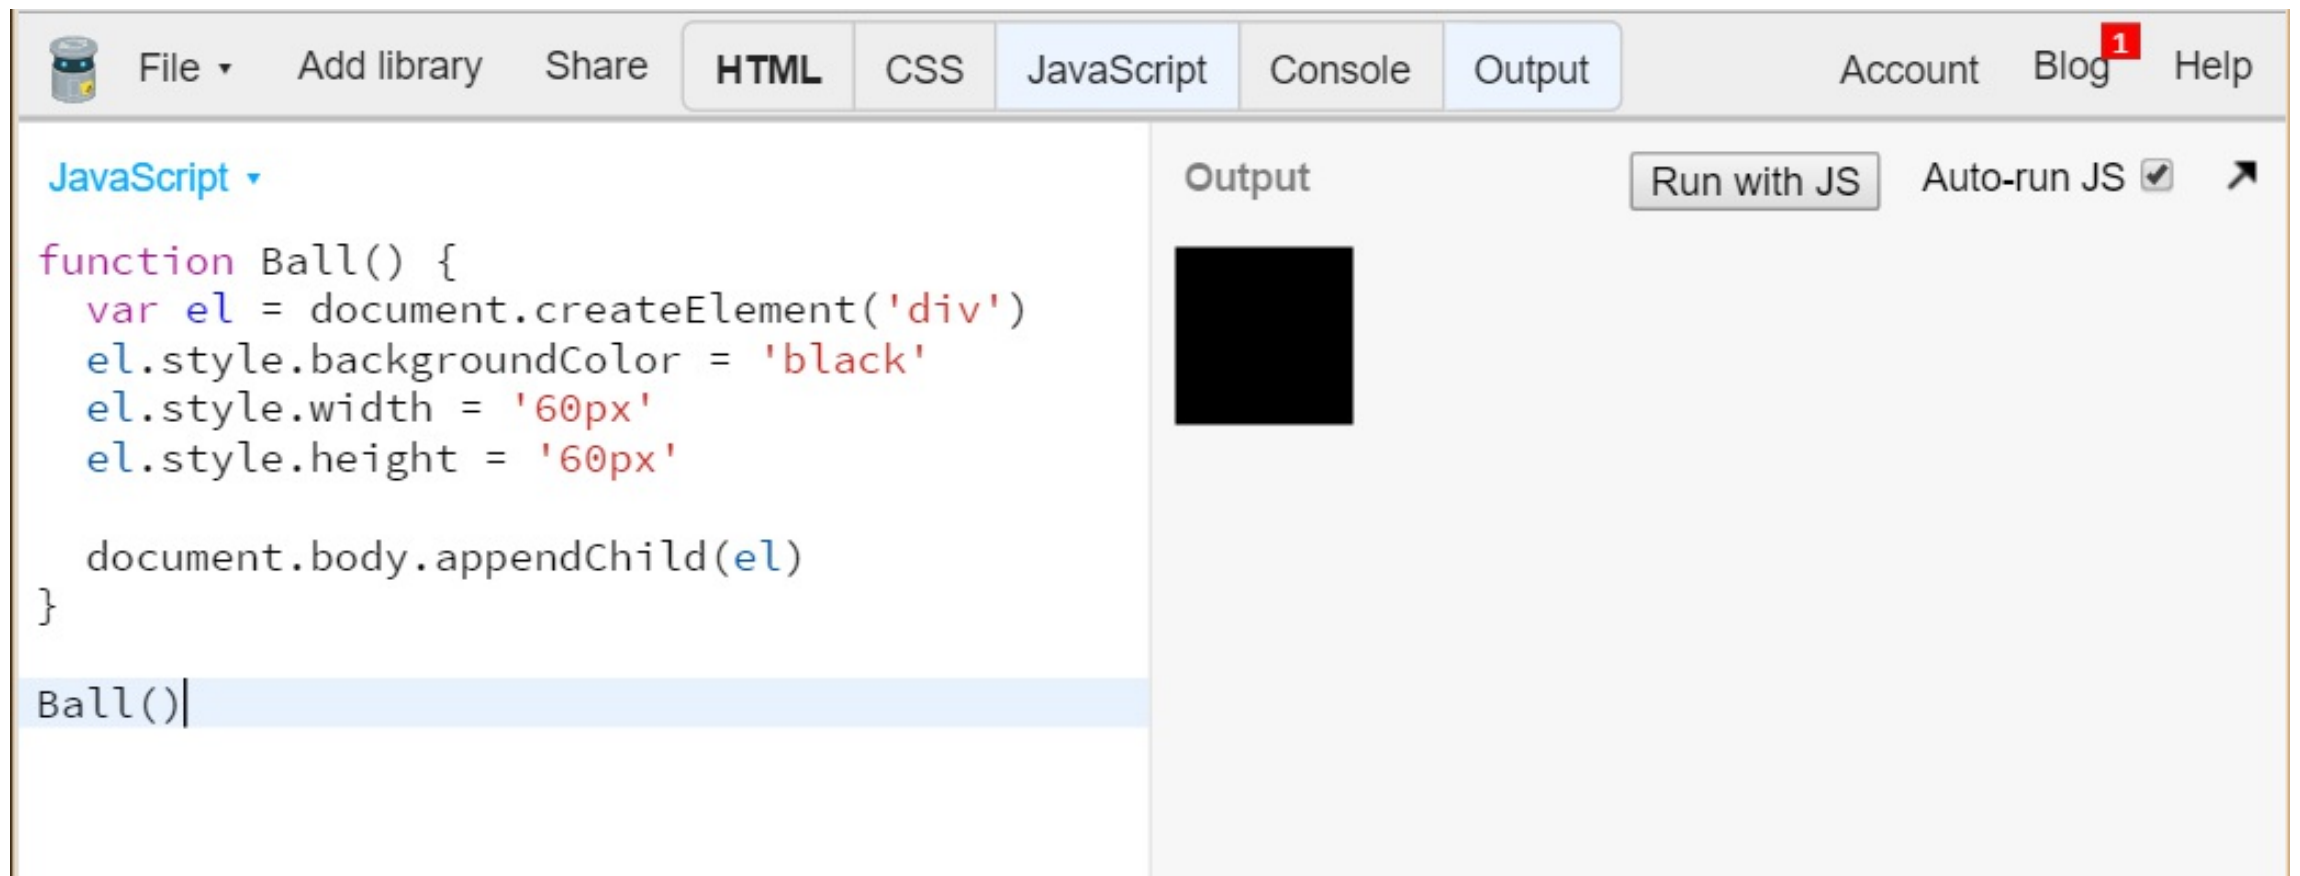 File ▾ Add library Share HTML CSS JavaScript Console Output Account Blog 1 Help
JavaScript ▾
Output Run with JS Auto-run JS
function Ball() {
  var el = document.createElement('div')
  el.style.backgroundColor = 'black'
  el.style.width = '60px'
  el.style.height = '60px'
  document.body.appendChild(el)
}
Ball()